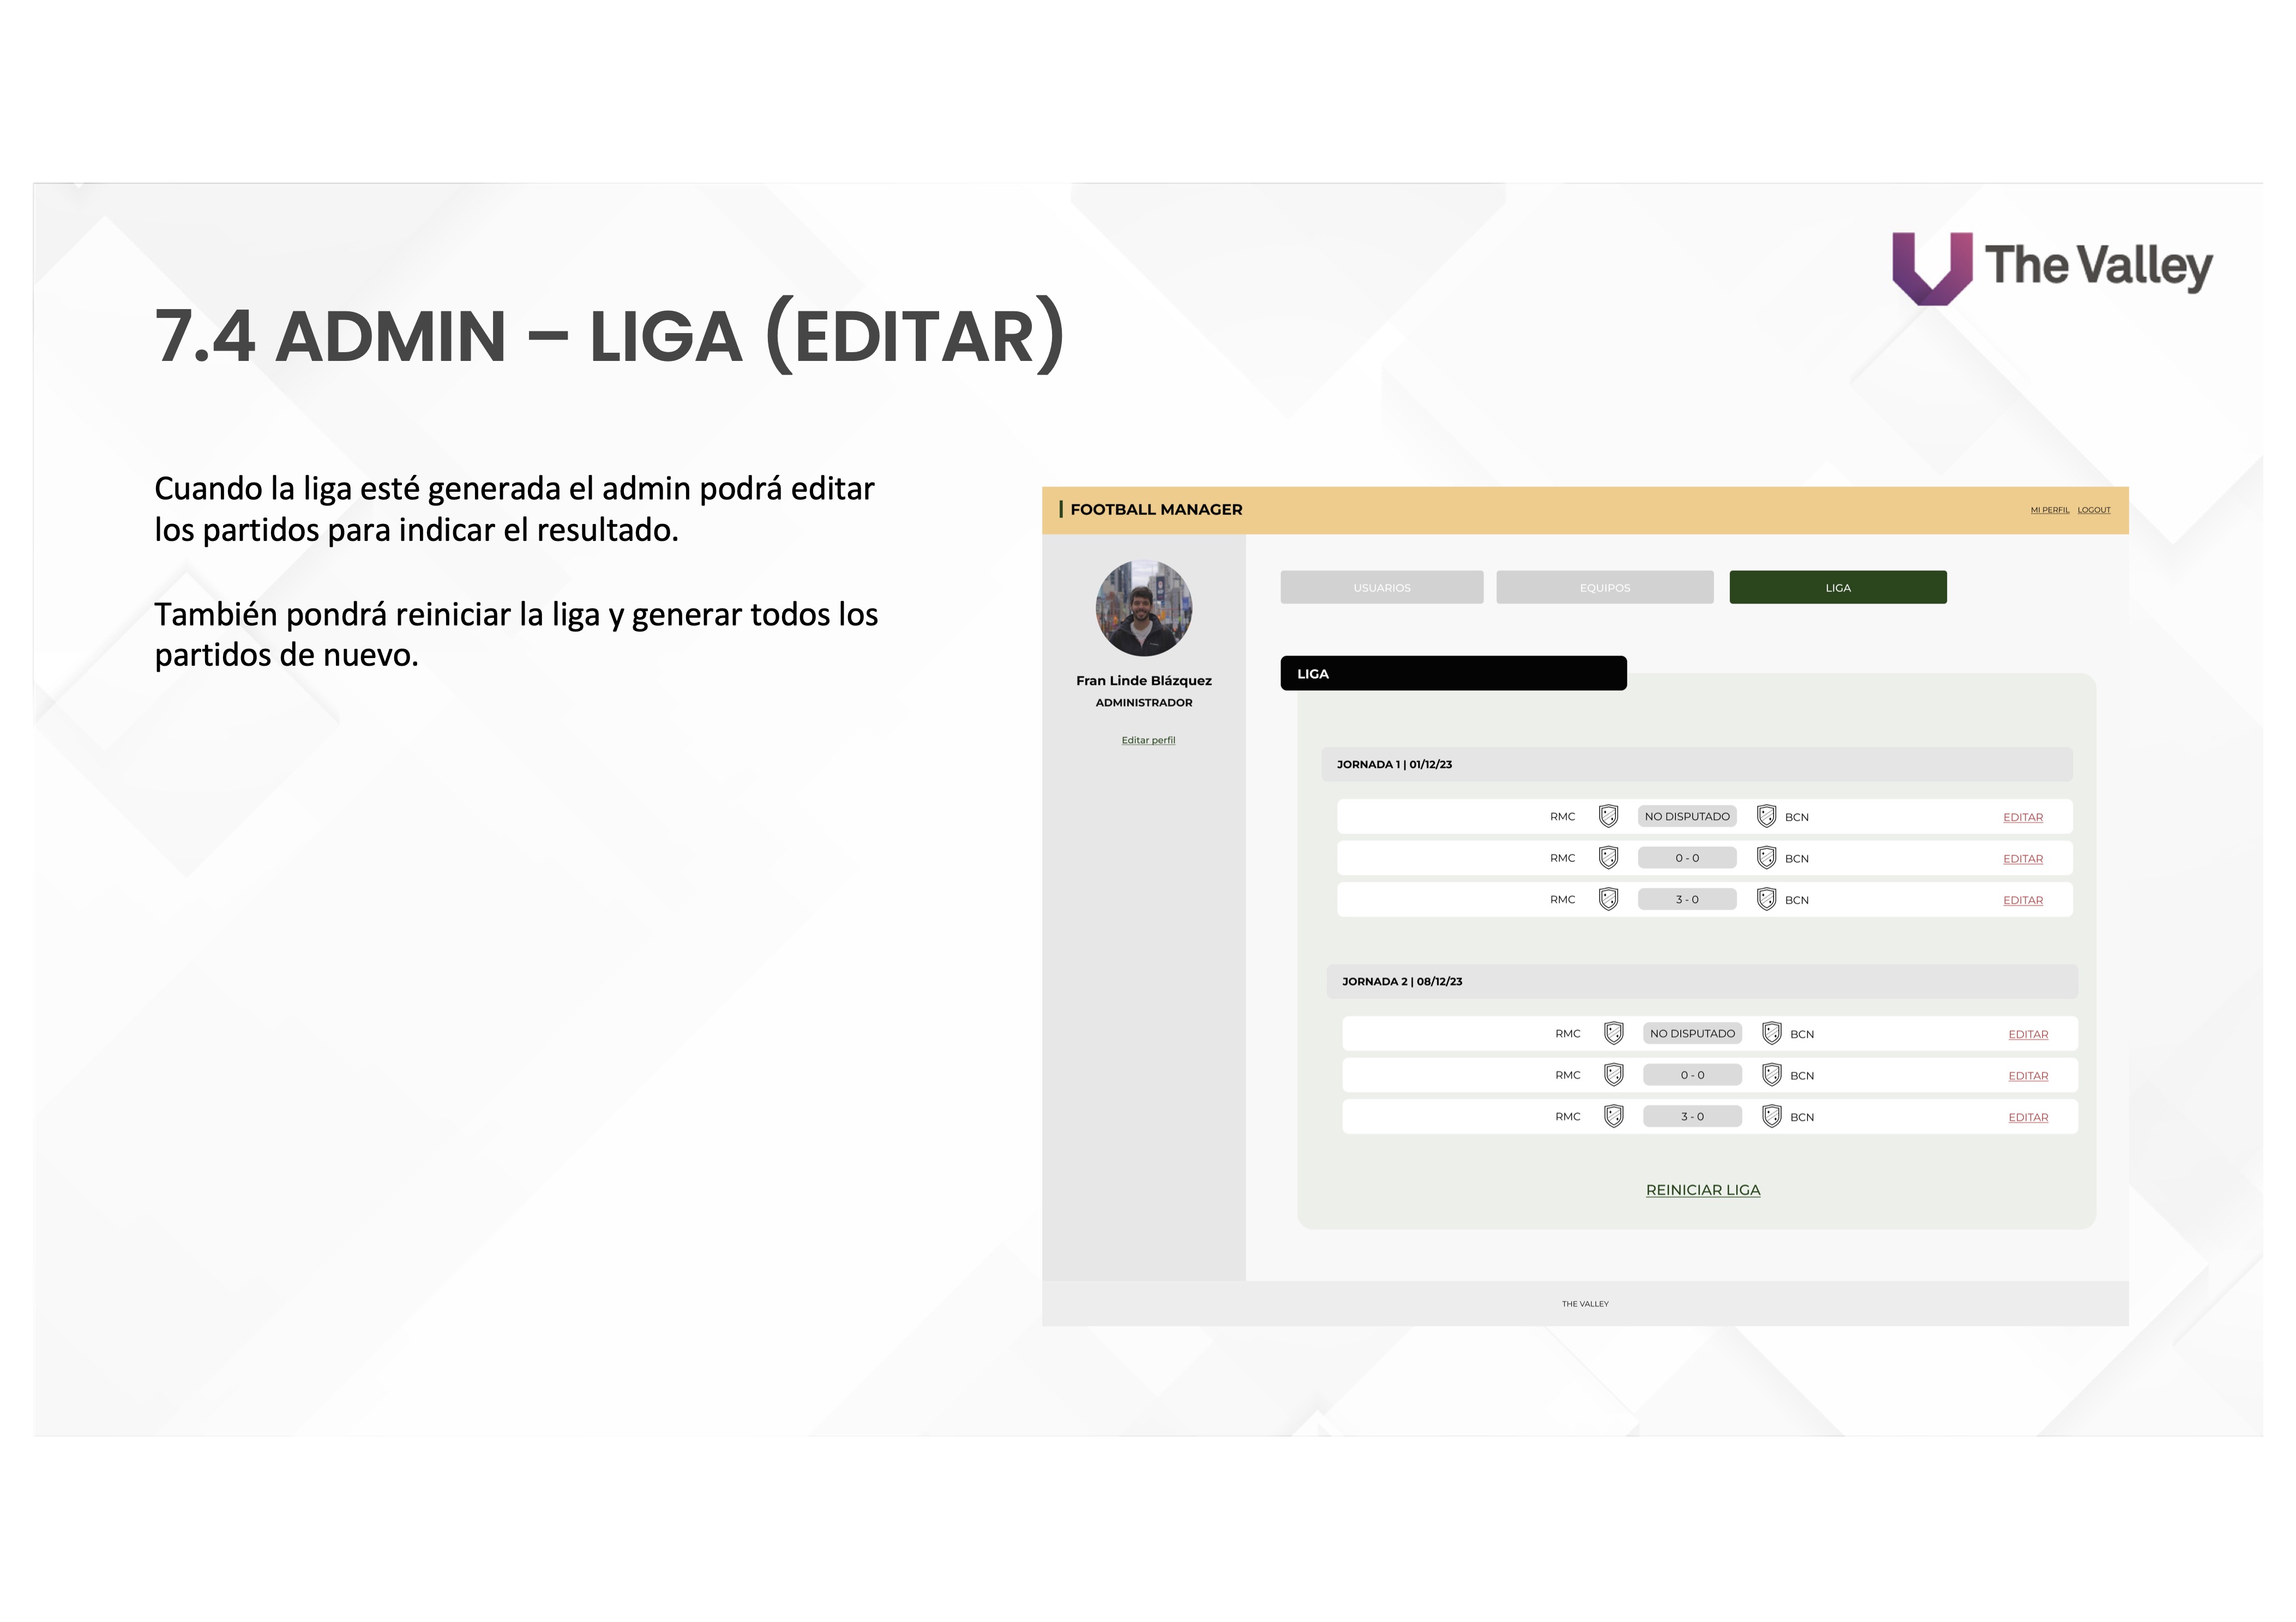 The Valley
7.4 ADMIN – LIGA (EDITAR)
Cuando la liga esté generada el admin podrá editar
los partidos para indicar el resultado.
También pondrá reiniciar la liga y generar todos los
partidos de nuevo.
FOOTBALL MANAGER
MI PERFIL LOGOUT
Fran Linde Blázquez
ADMINISTRADOR
Editar perfil
USUARIOS EQUIPOS LIGA
LIGA
JORNADA 1 | 01/12/23
RMC NO DISPUTADO BCN EDITAR
RMC 0 - 0 BCN EDITAR
RMC 3 - 0 BCN EDITAR
JORNADA 2 | 08/12/23
RMC NO DISPUTADO BCN EDITAR
RMC 0 - 0 BCN EDITAR
RMC 3 - 0 BCN EDITAR
REINICIAR LIGA
THE VALLEY